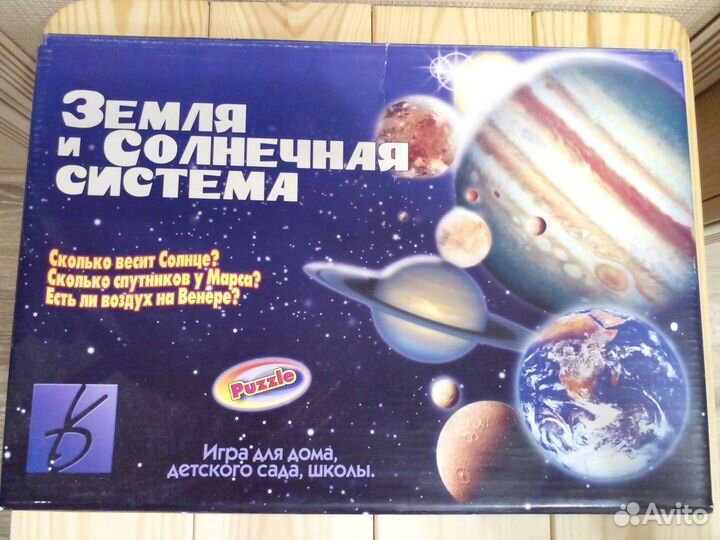 Земля
и Солнечная
система
Сколько весит Солнце?
Сколько спутников у Марса?
Есть ли воздух на Венере?
Puzzle
Игра для дома,
детского сада, школы.
Avito